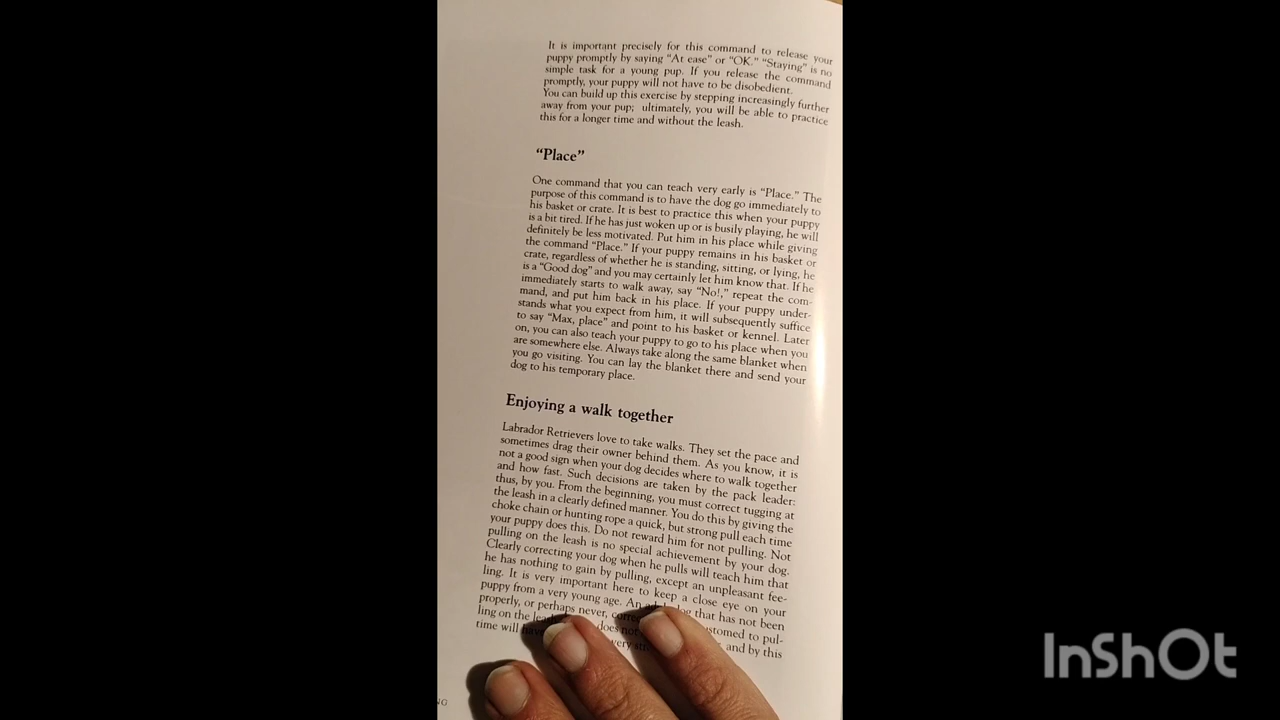 It is important precisely for this command to release your
puppy promptly by saying “At ease” or “OK.” “Staying” is no
simple task for a young pup. If you release the command
promptly, your puppy will not have to be disobedient.
You can build up this exercise by stepping increasingly further
away from your pup; ultimately, you will be able to practice
this for a longer time and without the leash.
“Place”
One command that you can teach very early is “Place.” The
purpose of this command is to have the dog go immediately to
his basket or crate. It is best to practice this when your puppy
is a bit tired. If he has just woken up or is busily playing, he will
definitely be less motivated. Put him in his place while giving
the command “Place.” If your puppy remains in his basket or
crate, regardless of whether he is standing, sitting, or lying, he
is a “Good dog” and you may certainly let him know that. If he
immediately starts to walk away, say “No!,” repeat the com-
mand, and put him back in his place. If your puppy under-
stands what you expect from him, it will subsequently suffice
to say “Max, place” and point to his basket or kennel. Later
on, you can also teach your puppy to go to his place when you
are somewhere else. Always take along the same blanket when
you go visiting. You can lay the blanket there and send your
dog to his temporary place.
Enjoying a walk together
Labrador Retrievers love to take walks. They set the pace and
sometimes drag their owner behind them. As you know, it is
not a good sign when your dog decides where to walk together
and how fast. Such decisions are taken by the pack leader:
thus, by you. From the beginning, you must correct tugging at
the leash in a clearly defined manner. You do this by giving the
choke chain or hunting rope a quick, but strong pull each time
your puppy does this. Do not reward him for not pulling. Not
pulling on the leash is no special achievement by your dog.
Clearly correcting your dog when he pulls will teach him that
he has nothing to gain by pulling, except an unpleasant fee-
ling. It is very important here to keep a close eye on your
puppy from a very young age. An dog that has not been
properly, or perhaps never, to pul-
ling on the does not
time will very and by this
NG
InShOt